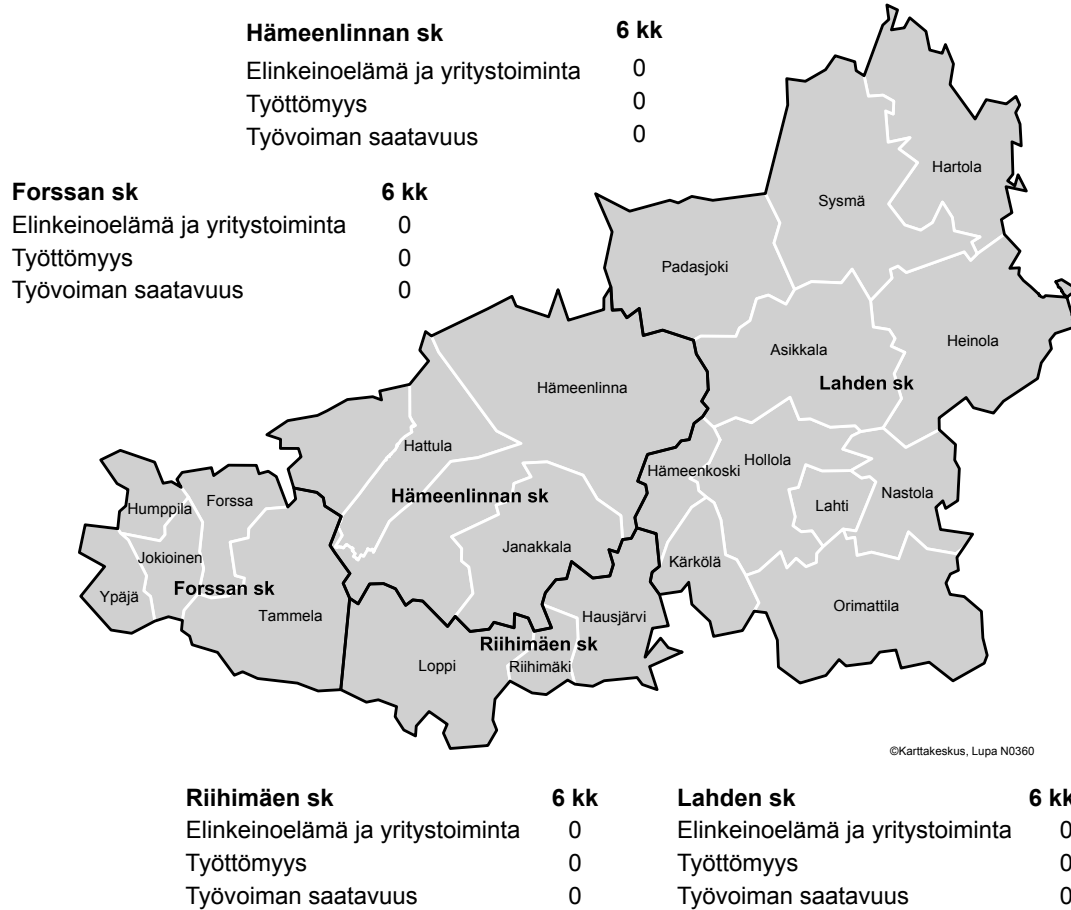 Hämeenlinnan sk 6 kk
Elinkeinoelämä ja yritystoiminta 0
Työttömyys 0
Työvoiman saatavuus 0
Forssan sk 6 kk
Elinkeinoelämä ja yritystoiminta 0
Työttömyys 0
Työvoiman saatavuus 0
Hartola
Sysmä
Padasjoki
Heinola
Asikkala
Lahden sk
Hämeenlinna
Hattula
Hämeenkoski
Hollola
Nastola
Lahti
Hämeenlinnan sk
Humppila
Forssa
Janakkala
Jokioinen
Kärkölä
Ypäjä
Forssan sk
Tammela
Hausjärvi
Orimattila
Riihimäen sk
Loppi
Riihimäki
©Karttakeskus, Lupa N0360
Riihimäen sk 6 kk
Elinkeinoelämä ja yritystoiminta 0
Työttömyys 0
Työvoiman saatavuus 0
Lahden sk 6 kk
Elinkeinoelämä ja yritystoiminta 0
Työttömyys 0
Työvoiman saatavuus 0